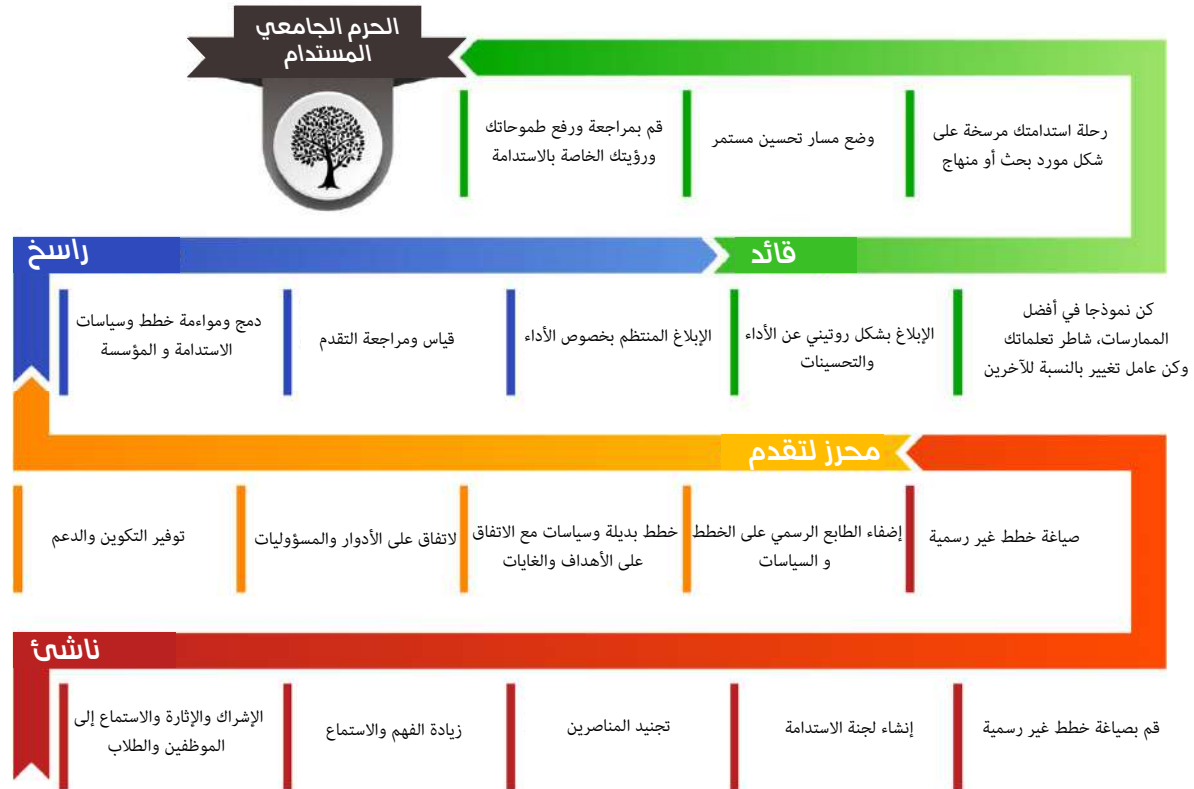 الحرم الجامعي
المستدام
رحلة استدامتك مرسخة على
شكل مورد بحث أو منهاج
وضع مسار تحسين مستمر
قم بمراجعة ورفع طموحاتك
ورؤيتك الخاصة بالاستدامة
قائد
راسخ
كن نموذجا في أفضل
الممارسات، شاطر تعلماتك
وكن عامل تغيير بالنسبة للآخرين
الإبلاغ بشكل روتيني عن الأداء
والتحسينات
الإبلاغ المنتظم بخصوص الأداء
قياس ومراجعة التقدم
دمج ومواءمة خطط وسياسات
الاستدامة و المؤسسة
محرز لتقدم
صياغة خطط غير رسمية
إضفاء الطابع الرسمي على الخطط
و السياسات
خطط بديلة وسياسات مع الاتفاق
على الأهداف والغايات
لاتفاق على الأدوار والمسؤوليات
توفير التكوين والدعم
ناشئ
قم بصياغة خطط غير رسمية
إنشاء لجنة الاستدامة
تجنيد المناصرين
زيادة الفهم والاستماع
الإشراك والإثارة والاستماع إلى
الموظفين والطلاب